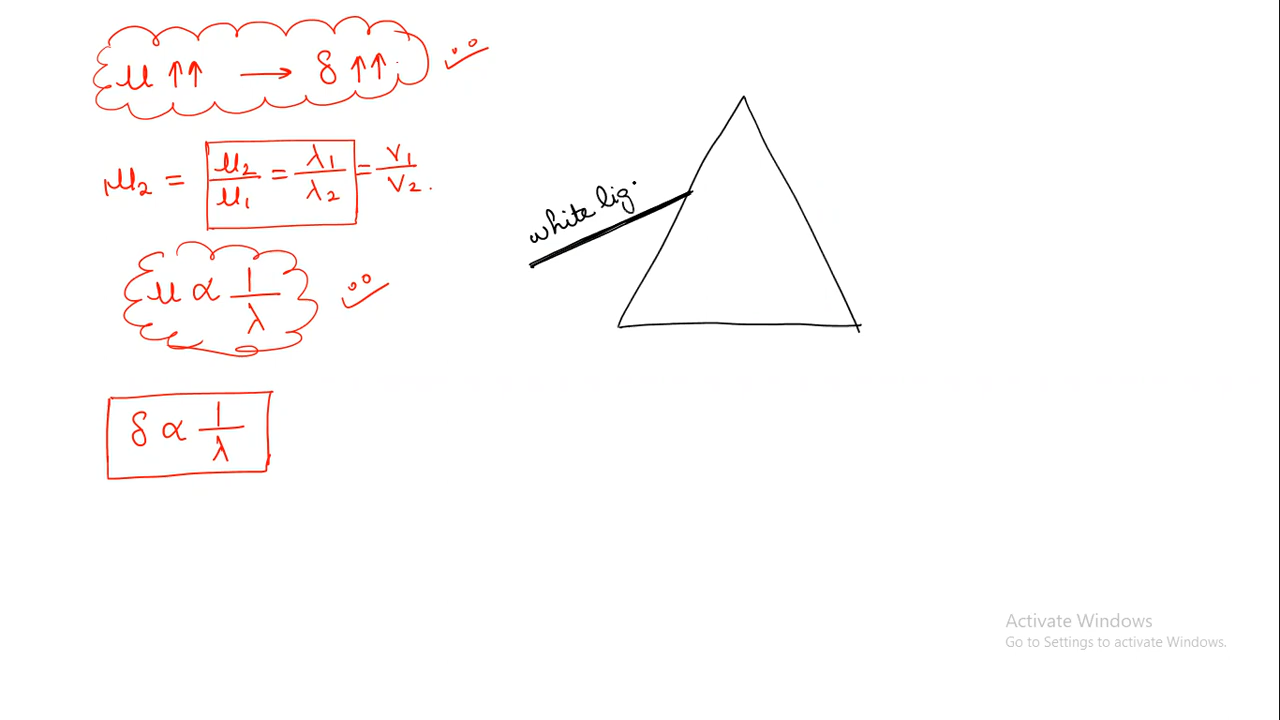 μ ↑↑ → δ ↑↑
μ2 = μ2/μ1 = λ1/λ2 = v1/v2.
μ ∝ 1/λ
δ ∝ 1/λ
white lig
Activate Windows
Go to Settings to activate Windows.